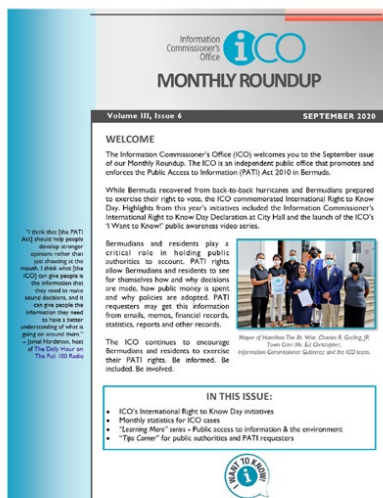 Information
Commissioner's
Office
iCO
MONTHLY ROUNDUP
Volume III, Issue 6
SEPTEMBER 2020
WELCOME
The Information Commissioner's Office (ICO) welcomes you to the September issue
of our Monthly Roundup. The ICO is an independent public office that promotes and
enforces the Public Access to Information (PATI) Act 2010 in Bermuda.
While Bermuda recovered from back-to-back hurricanes and Bermudians prepared
to exercise their right to vote, the ICO commemorated International Right to Know
Day. Highlights from this year's initiatives included the Information Commissioner's
International Right to Know Day Declaration at City Hall and the launch of the ICO's
'I Want to Know!' public awareness video series.
Bermudians and residents play a
critical role in holding public
authorities to account. PATI rights
allow Bermudians and residents to see
for themselves how and why decisions
are made, how public money is spent
and why policies are adopted. PATI
requesters may get this information
from emails, memos, financial records,
statistics, reports and other records.
The ICO continues to encourage
Bermudians and residents to exercise
their PATI rights. Be informed. Be
included. Be involved.
Mayor of Hamilton The Rt. Wor. Charles R. Gosling, JP,
Town Crier Mr. Ed Christopher,
Information Commissioner Gutierrez and the ICO team.
"I think that [the PATI
Act] should help people
develop stronger
opinions rather than
just shouting at the
mouth. I think what [the
ICO] can give people is
the information that
they need to make
sound decisions, and it
can give people the
information they need
to have a better
understanding of what is
going on around them."
– Jamel Hardtman, host
of The Daily Hour on
The Full 100 Radio
IN THIS ISSUE:
• ICO's International Right to Know Day initiatives
• Monthly statistics for ICO cases
• "Learning More" series – Public access to information & the environment
• "Tips Corner" for public authorities and PATI requesters
I WANT TO KNOW!